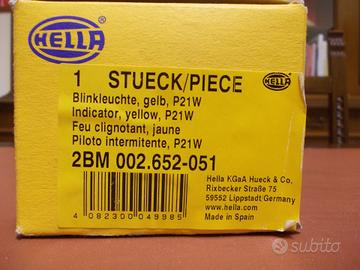 HELLA
1 STUECK/PIECE
HELLA
Blinkleuchte, gelb, P21W
Indicator, yellow, P21W
Feu clignotant, jaune
Piloto intermitente, P21W
2BM 002.652-051
Hella KGaA Hueck & Co,
Rixbecker Straße 75
59552 Lippstadt/Germany
www.hella.com
Made in Spain
4 082300 049985
subito